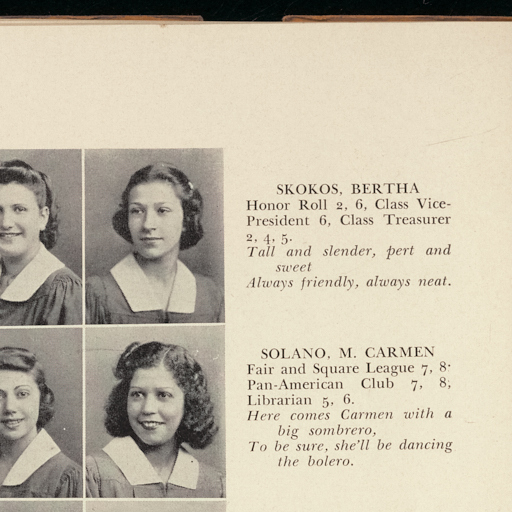 SKOKOS, BERTHA
Honor Roll 2, 6, Class Vice-
President 6, Class Treasurer
2, 4, 5.
Tall and slender, pert and
sweet
Always friendly, always neat.
SOLANO, M. CARMEN
Fair and Square League 7, 8·
Pan-American Club 7, 8;
Librarian 5, 6.
Here comes Carmen with a
big sombrero,
To be sure, she'll be dancing
the bolero.